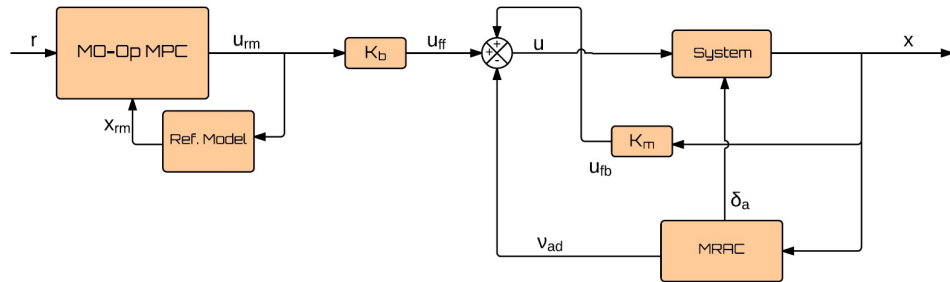 r
MO-Op MPC
u_rm
K_b
u_ff
+
+
-
u
System
x
x_rm
Ref. Model
K_m
u_fb
δ_a
ν_ad
MRAC